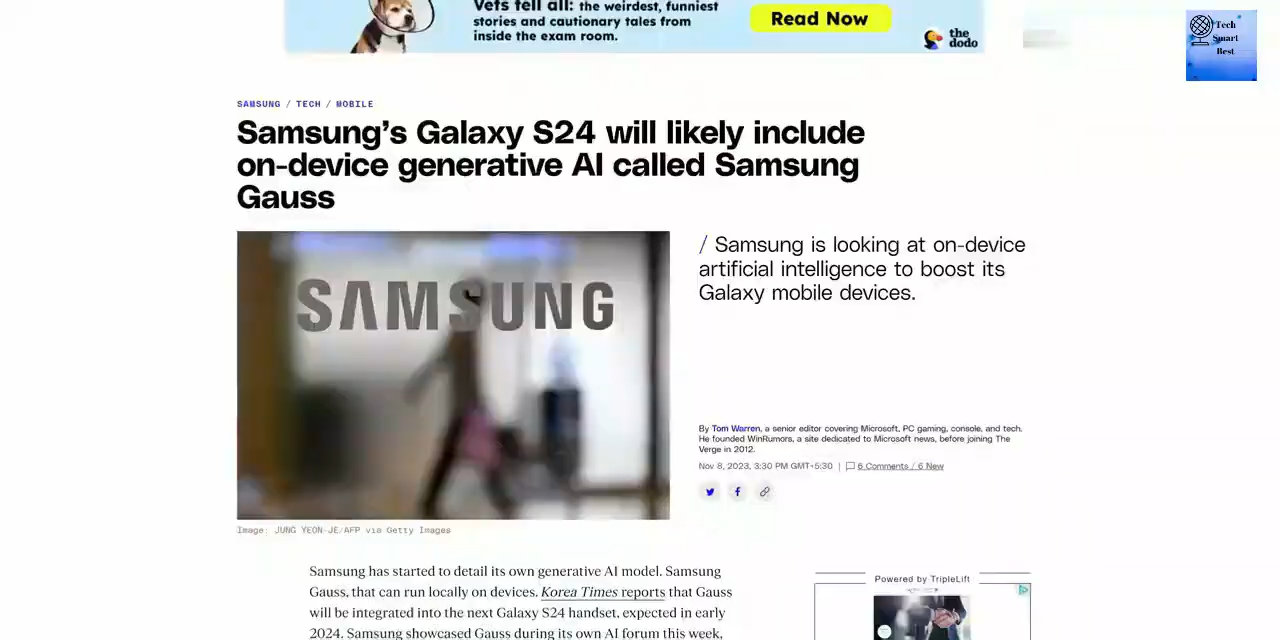 Vets tell all: the weirdest, funniest
stories and cautionary tales from
inside the exam room.
Read Now
the
dodo
Tech
Smart
Best
SAMSUNG / TECH / MOBILE
Samsung’s Galaxy S24 will likely include
on-device generative AI called Samsung
Gauss
SAMSUNG
/ Samsung is looking at on-device
artificial intelligence to boost its
Galaxy mobile devices.
By Tom Warren, a senior editor covering Microsoft, PC gaming, console, and tech.
He founded WinRumors, a site dedicated to Microsoft news, before joining The
Verge in 2012.
Nov 8, 2023, 3:30 PM GMT+5:30 | 6 Comments / 6 New
Image: JUNG YEON-JE/AFP via Getty Images
Samsung has started to detail its own generative AI model. Samsung
Gauss, that can run locally on devices. Korea Times reports that Gauss
will be integrated into the next Galaxy S24 handset, expected in early
2024. Samsung showcased Gauss during its own AI forum this week,
Powered by TripleLift